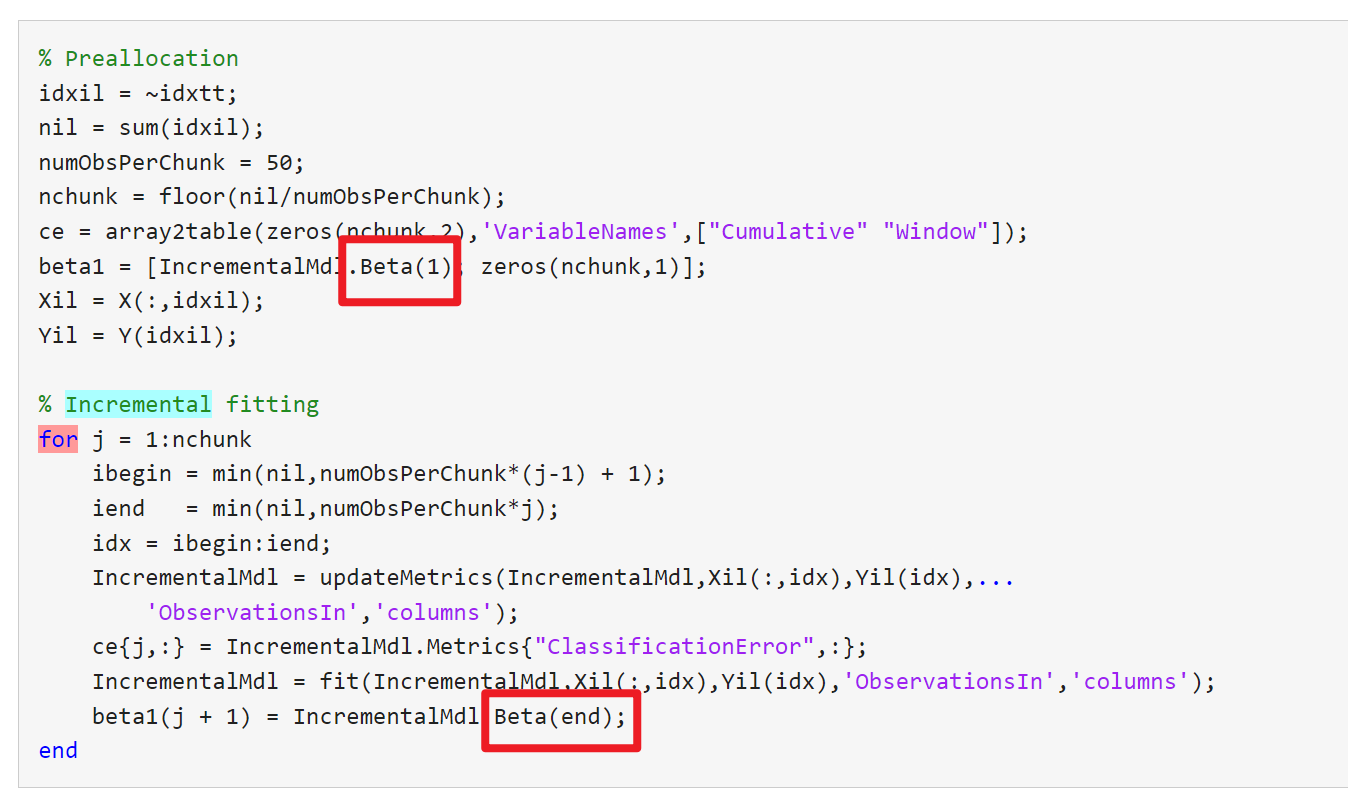 % Preallocation
idxil = ~idxtt;
nil = sum(idxil);
numObsPerChunk = 50;
nchunk = floor(nil/numObsPerChunk);
ce = array2table(zeros(nchunk,2),'VariableNames',["Cumulative" "Window"]);
beta1 = [IncrementalMdl.Beta(1); zeros(nchunk,1)];
Xil = X(:,idxil);
Yil = Y(idxil);
% Incremental fitting
for j = 1:nchunk
ibegin = min(nil,numObsPerChunk*(j-1) + 1);
iend   = min(nil,numObsPerChunk*j);
idx = ibegin:iend;
IncrementalMdl = updateMetrics(IncrementalMdl,Xil(:,idx),Yil(idx),...
'ObservationsIn','columns');
ce{j,:} = IncrementalMdl.Metrics{"ClassificationError",:};
IncrementalMdl = fit(IncrementalMdl,Xil(:,idx),Yil(idx),'ObservationsIn','columns');
beta1(j + 1) = IncrementalMdl.Beta(end);
end